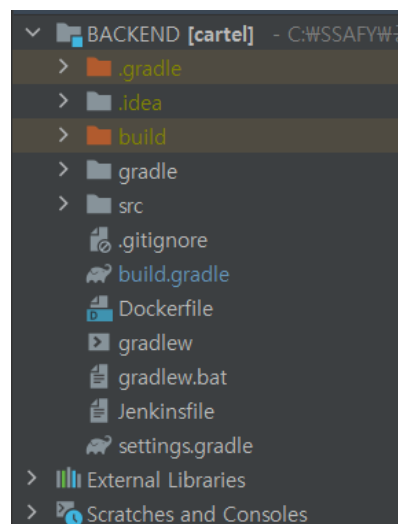 BACKEND [cartel] - C:₩SSAFY₩
.gradle
.idea
build
gradle
src
.gitignore
build.gradle
Dockerfile
gradlew
gradlew.bat
Jenkinsfile
settings.gradle
External Libraries
Scratches and Consoles